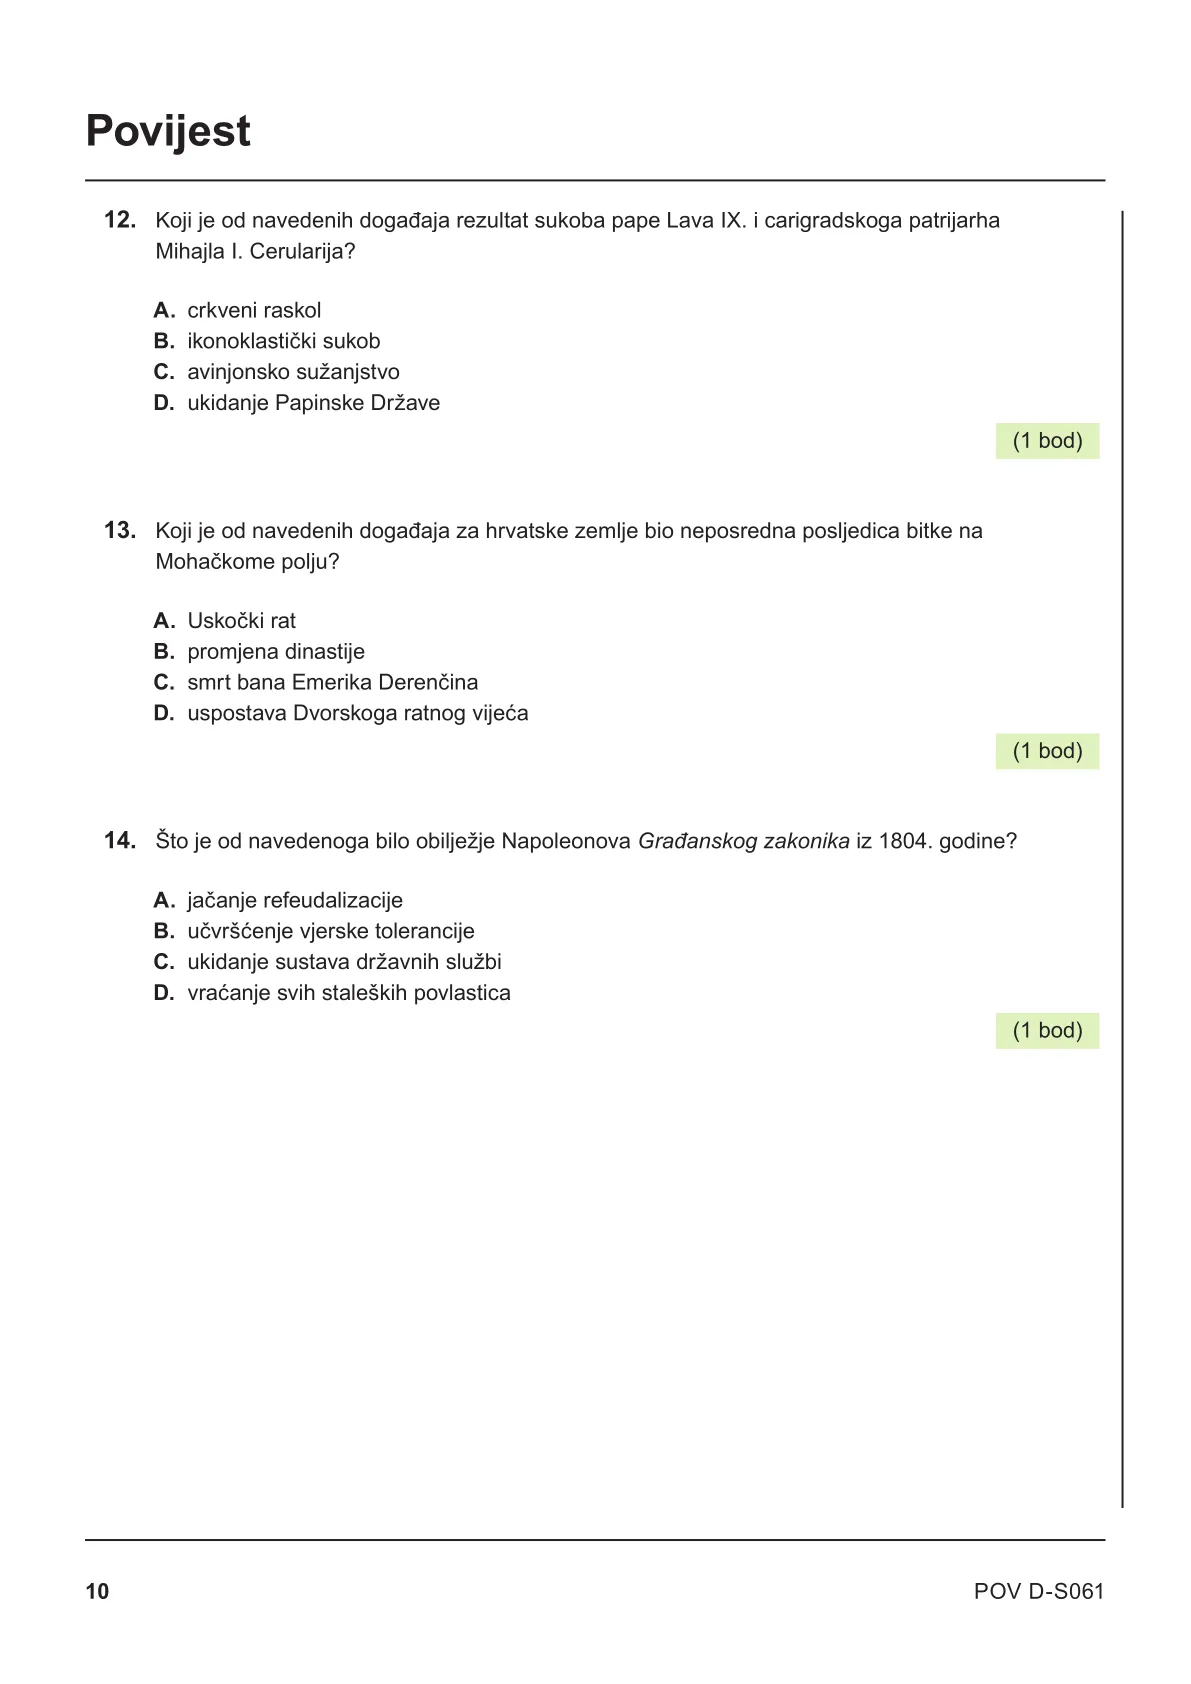 Povijest
12. Koji je od navedenih događaja rezultat sukoba pape Lava IX. i carigradskoga patrijarha
Mihajla I. Cerularija?
A. crkveni raskol
B. ikonoklastički sukob
C. avinjonsko sužanjstvo
D. ukidanje Papinske Države
(1 bod)
13. Koji je od navedenih događaja za hrvatske zemlje bio neposredna posljedica bitke na
Mohačkome polju?
A. Uskočki rat
B. promjena dinastije
C. smrt bana Emerika Derenčina
D. uspostava Dvorskoga ratnog vijeća
(1 bod)
14. Što je od navedenoga bilo obilježje Napoleonova Građanskog zakonika iz 1804. godine?
A. jačanje refeudalizacije
B. učvršćenje vjerske tolerancije
C. ukidanje sustava državnih službi
D. vraćanje svih staleških povlastica
(1 bod)
10 POV D-S061